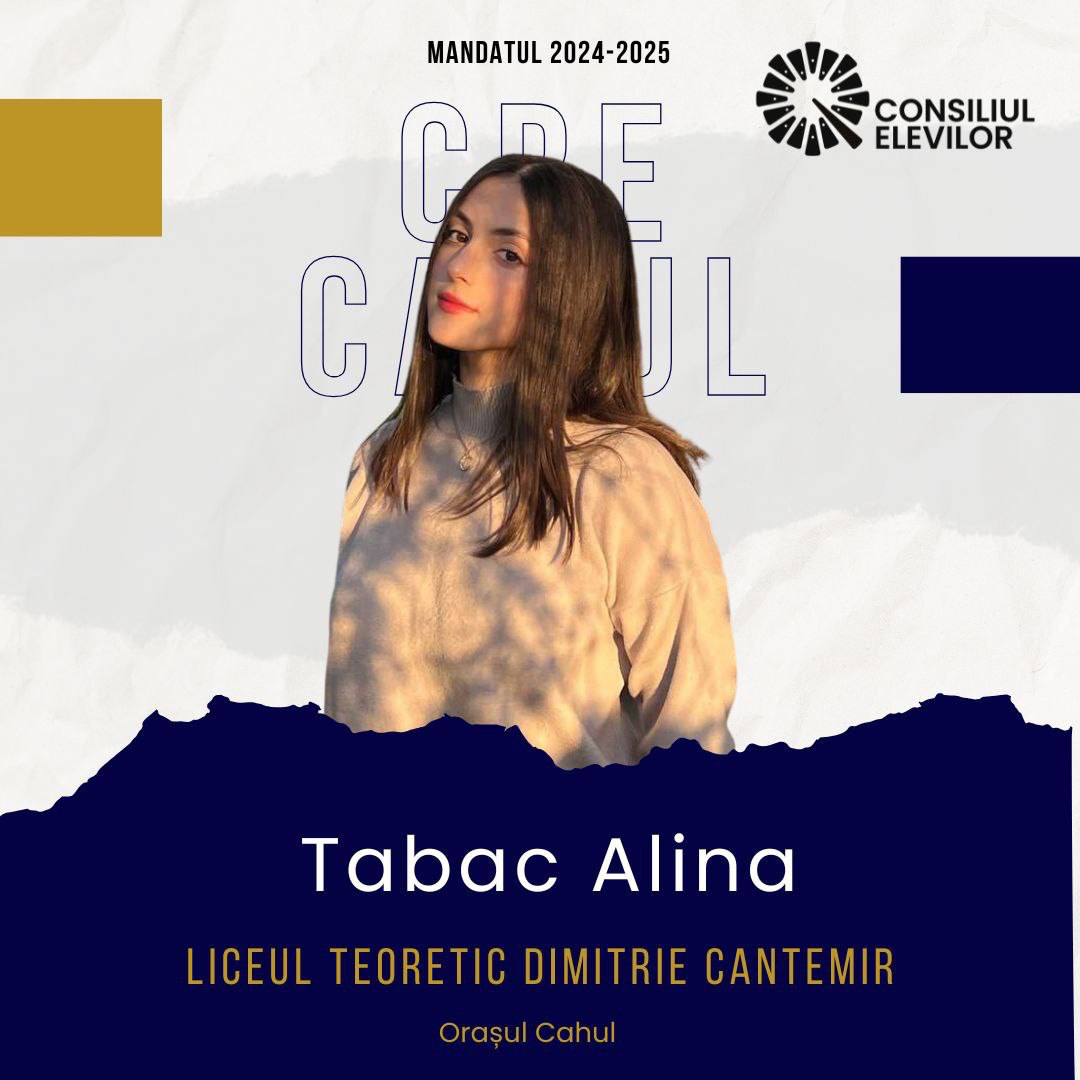 MANDATUL 2024-2025
CONSILIUL
ELEVILOR
Tabac Alina
LICEUL TEORETIC DIMITRIE CANTEMIR
Orașul Cahul